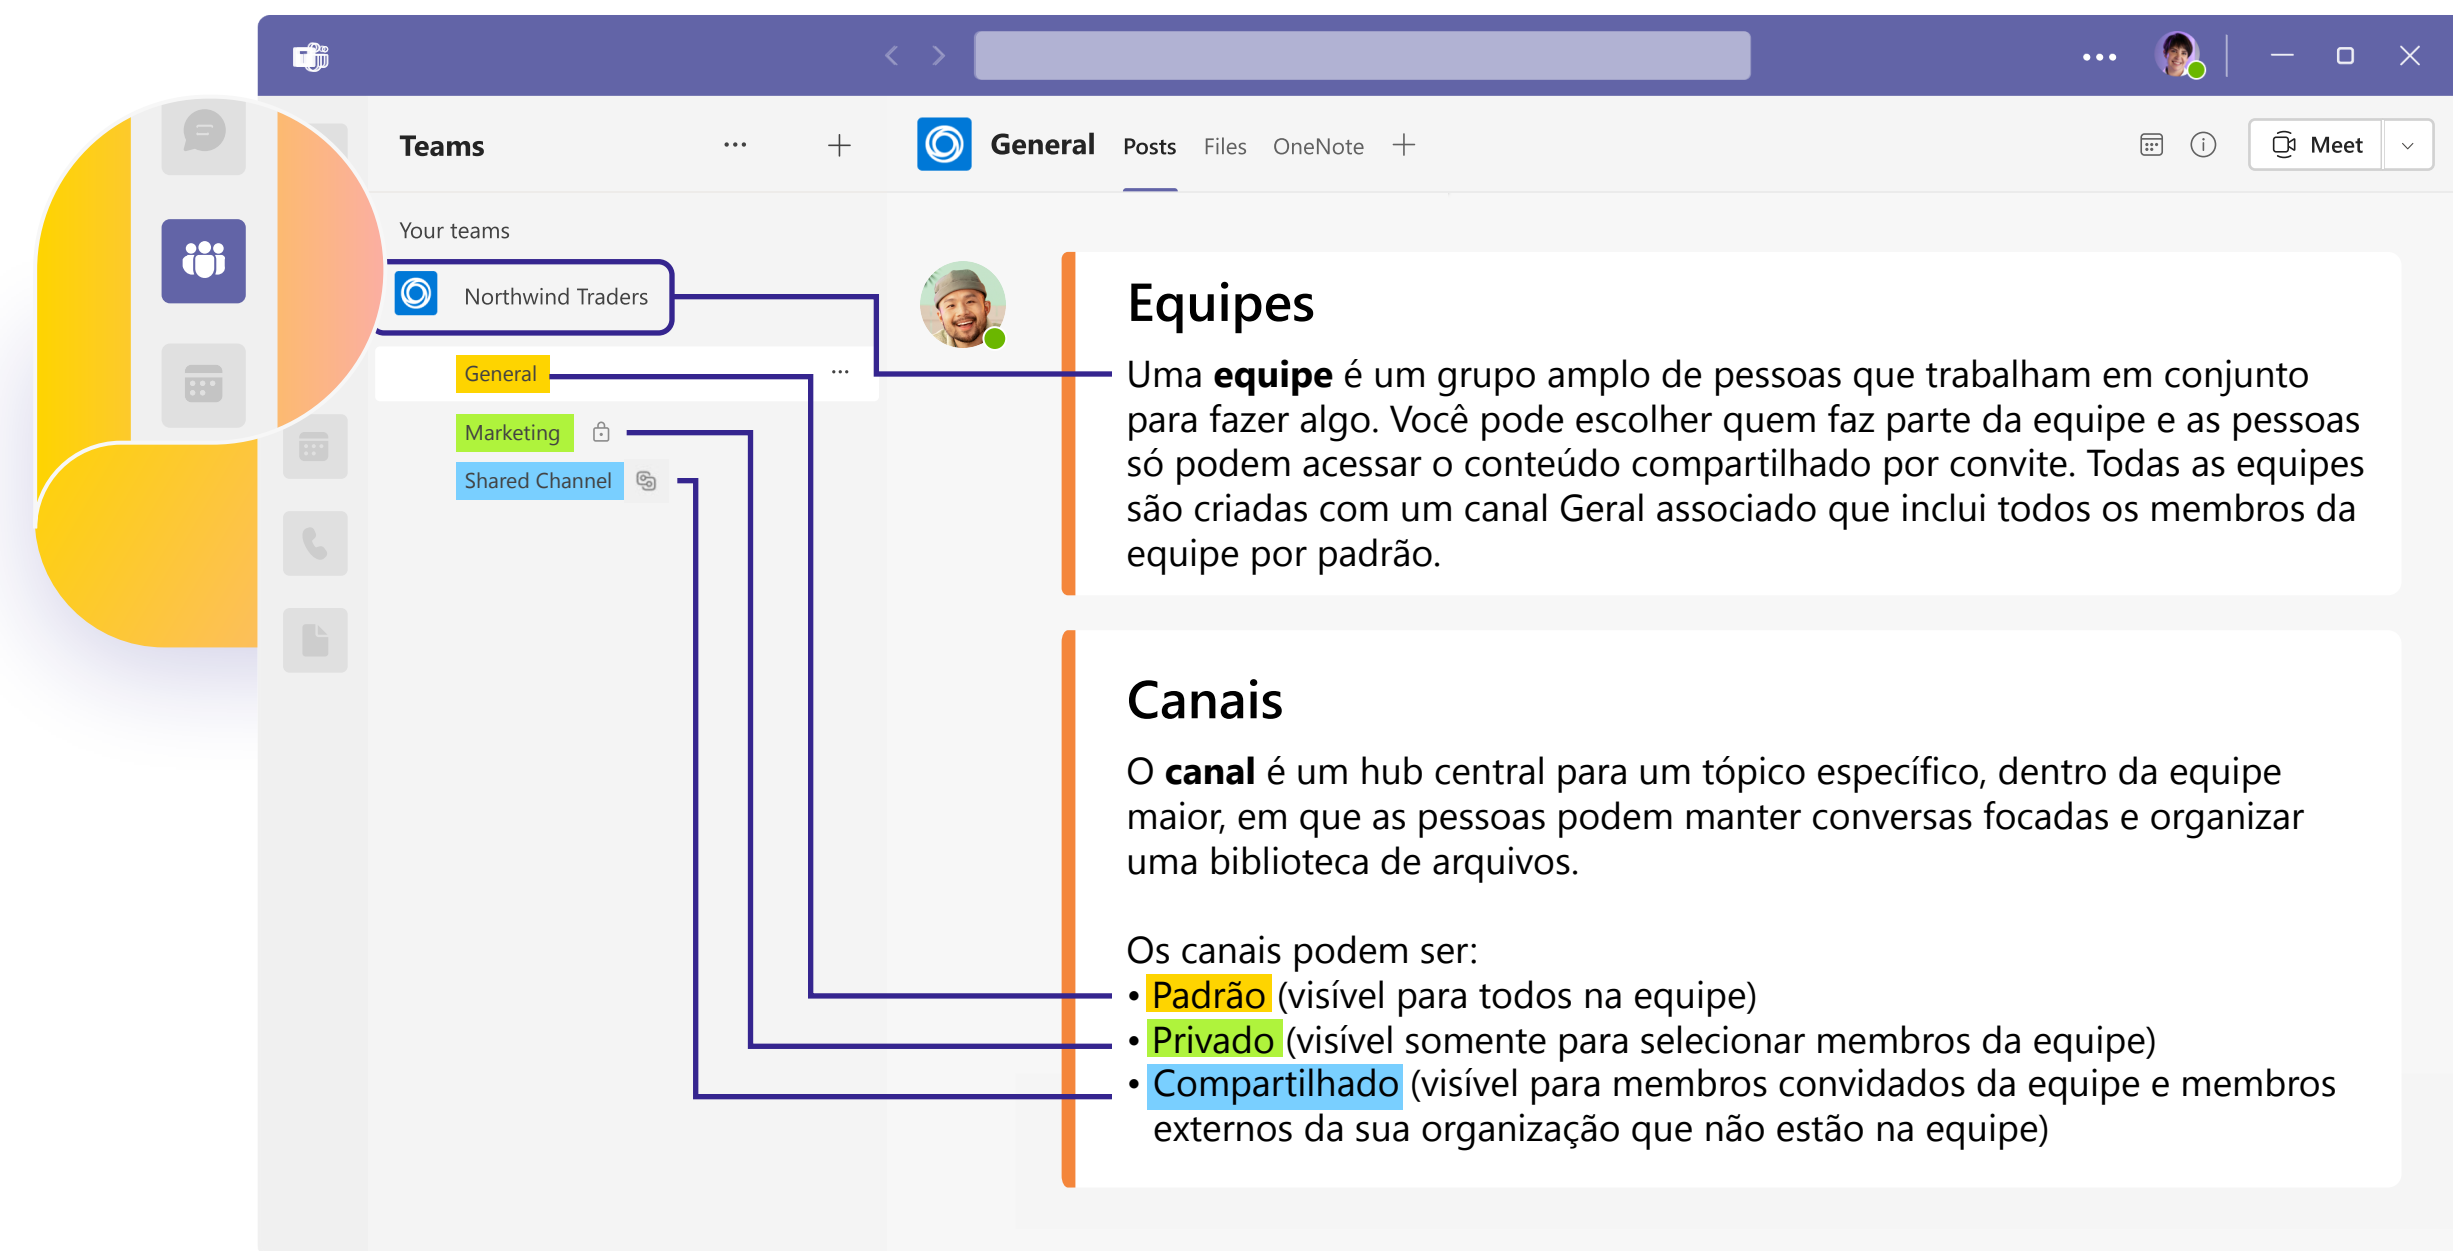 Teams
General Posts Files OneNote
Meet
Your teams
Northwind Traders
General
Marketing
Shared Channel
Equipes
Uma equipe é um grupo amplo de pessoas que trabalham em conjunto
para fazer algo. Você pode escolher quem faz parte da equipe e as pessoas
só podem acessar o conteúdo compartilhado por convite. Todas as equipes
são criadas com um canal Geral associado que inclui todos os membros da
equipe por padrão.
Canais
O canal é um hub central para um tópico específico, dentro da equipe
maior, em que as pessoas podem manter conversas focadas e organizar
uma biblioteca de arquivos.
Os canais podem ser:
• Padrão (visível para todos na equipe)
• Privado (visível somente para selecionar membros da equipe)
• Compartilhado (visível para membros convidados da equipe e membros
externos da sua organização que não estão na equipe)